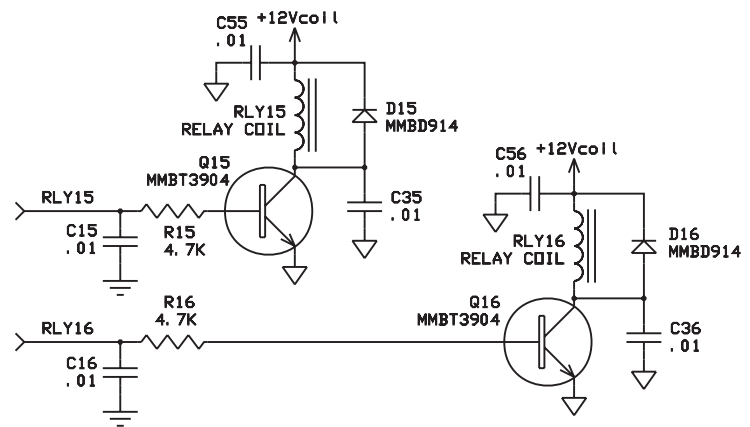 C55
.01
+12Vcoil
RLY15
RELAY COIL
D15
MMBD914
Q15
MMBT3904
RLY15
C15
.01
R15
4.7K
C35
.01
C56
.01
+12Vcoil
RLY16
RELAY COIL
D16
MMBD914
Q16
MMBT3904
R16
4.7K
RLY16
C16
.01
C36
.01